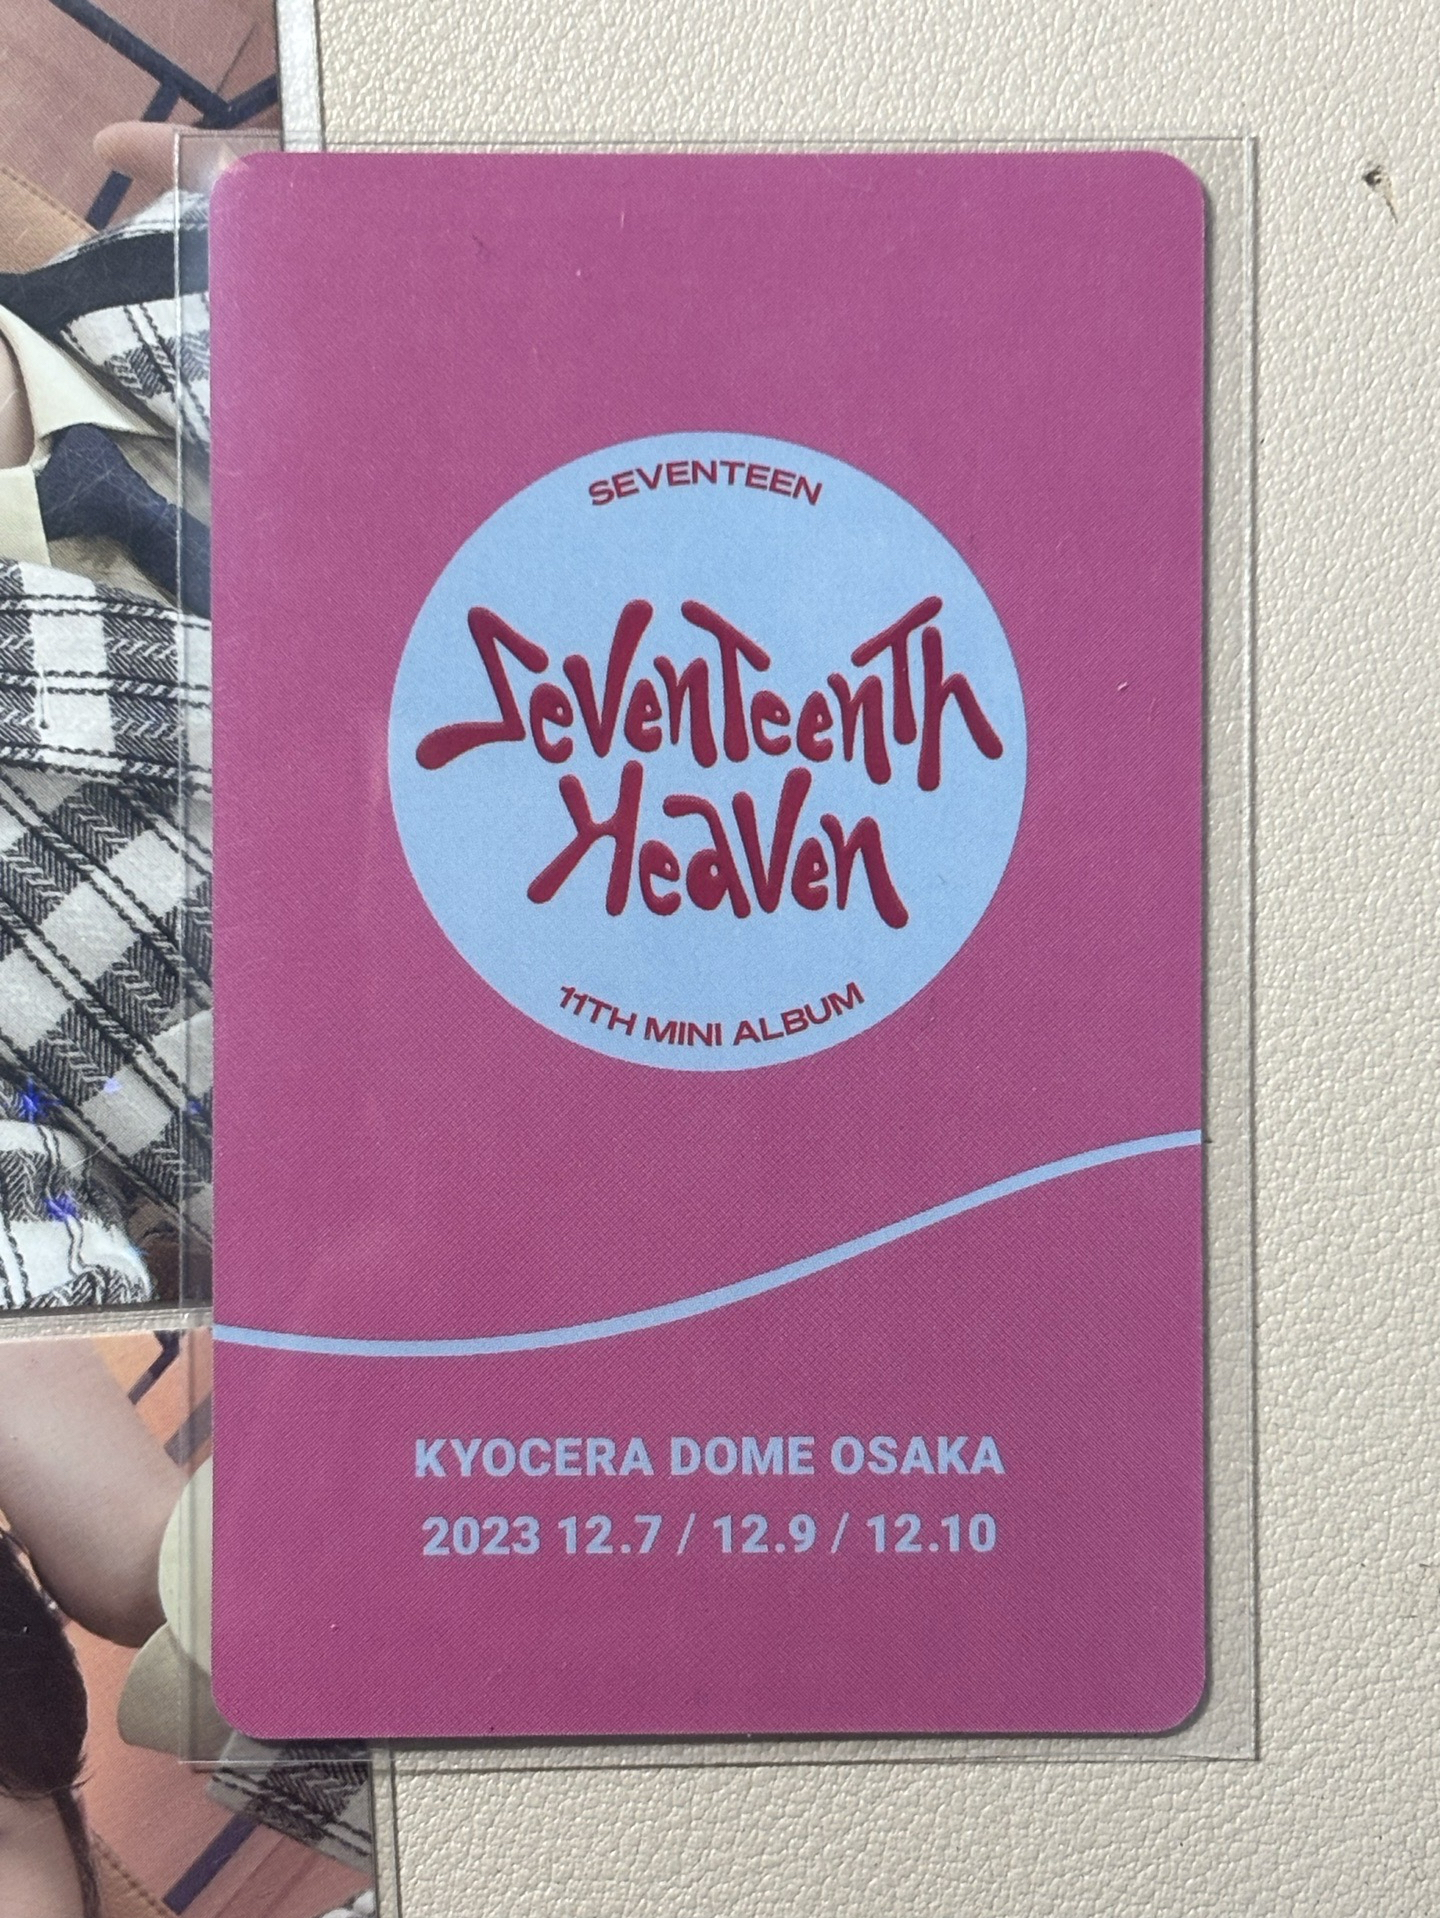 SEVENTEEN
SeVenTeenTh
HeaVen
11TH MINI ALBUM
KYOCERA DOME OSAKA
2023 12.7 / 12.9 / 12.10